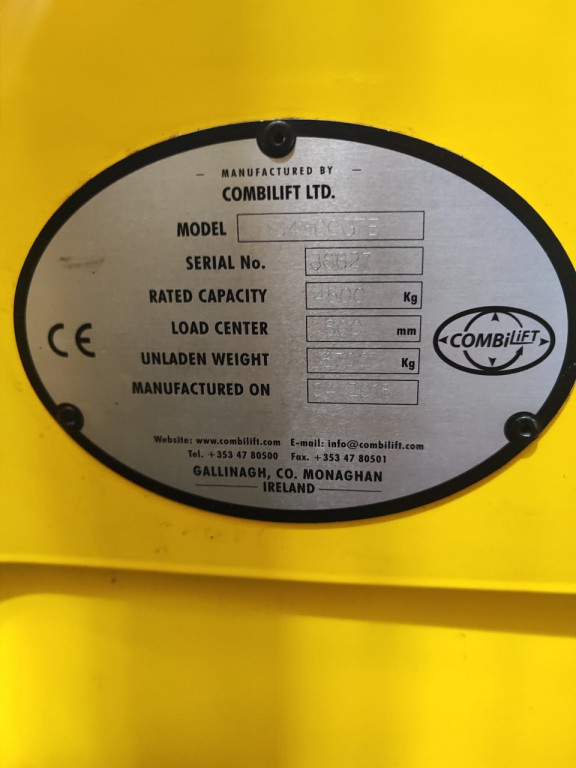 MANUFACTURED BY
COMBILIFT LTD.
MODEL
SERIAL No.
RATED CAPACITY Kg
LOAD CENTER mm
UNLADEN WEIGHT Kg
MANUFACTURED ON
CE
COMBiLiFT
Website: www.combilift.com E-mail: info@combilift.com
Tel. +353 47 80500 Fax. +353 47 80501
GALLINAGH, CO. MONAGHAN
IRELAND